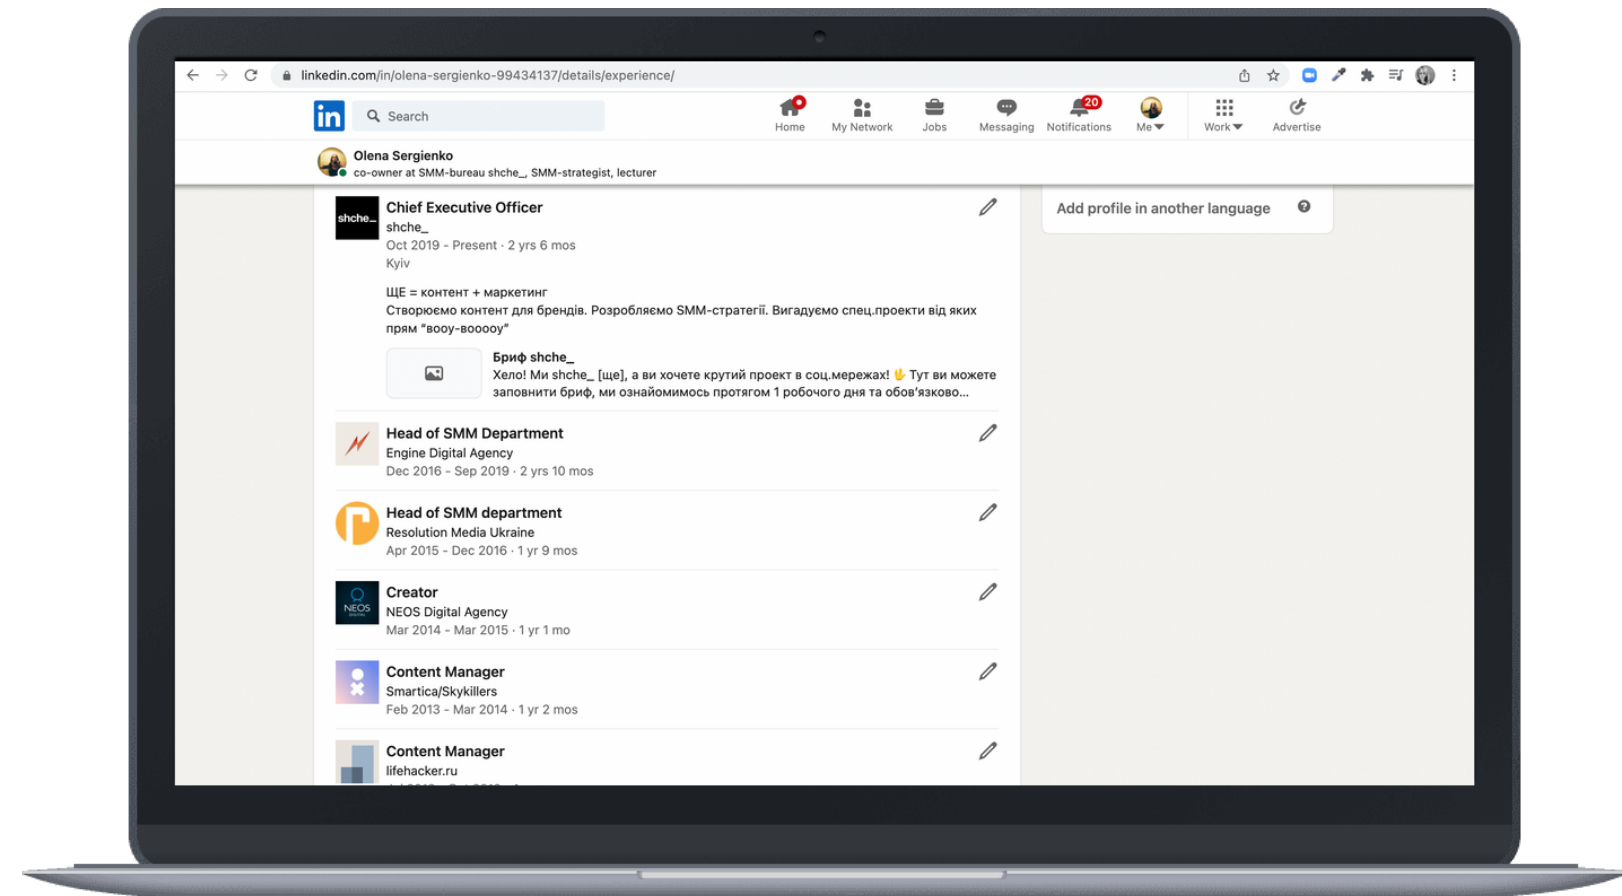 linkedin.com/in/olena-sergienko-99434137/details/experience/
in
Search
Home
My Network
Jobs
Messaging
20
Notifications
Me
Work
Advertise
Olena Sergienko
co-owner at SMM-bureau shche_, SMM-strategist, lecturer
shche_
Chief Executive Officer
shche_
Oct 2019 - Present · 2 yrs 6 mos
Kyiv
ЩЕ = контент + маркетинг
Створюємо контент для брендів. Розробляємо SMM-стратегії. Вигадуємо спец.проекти від яких
прям “вооу-вооооу”
Бриф shche_
Хело! Ми shche_ [ще], а ви хочете крутий проект в соц.мережах! 🖖 Тут ви можете
заповнити бриф, ми ознайомимось протягом 1 робочого дня та обов’язково...
Head of SMM Department
Engine Digital Agency
Dec 2016 - Sep 2019 · 2 yrs 10 mos
Head of SMM department
Resolution Media Ukraine
Apr 2015 - Dec 2016 · 1 yr 9 mos
NEOS
Creator
NEOS Digital Agency
Mar 2014 - Mar 2015 · 1 yr 1 mo
Content Manager
Smartica/Skykillers
Feb 2013 - Mar 2014 · 1 yr 2 mos
Content Manager
lifehacker.ru
Add profile in another language